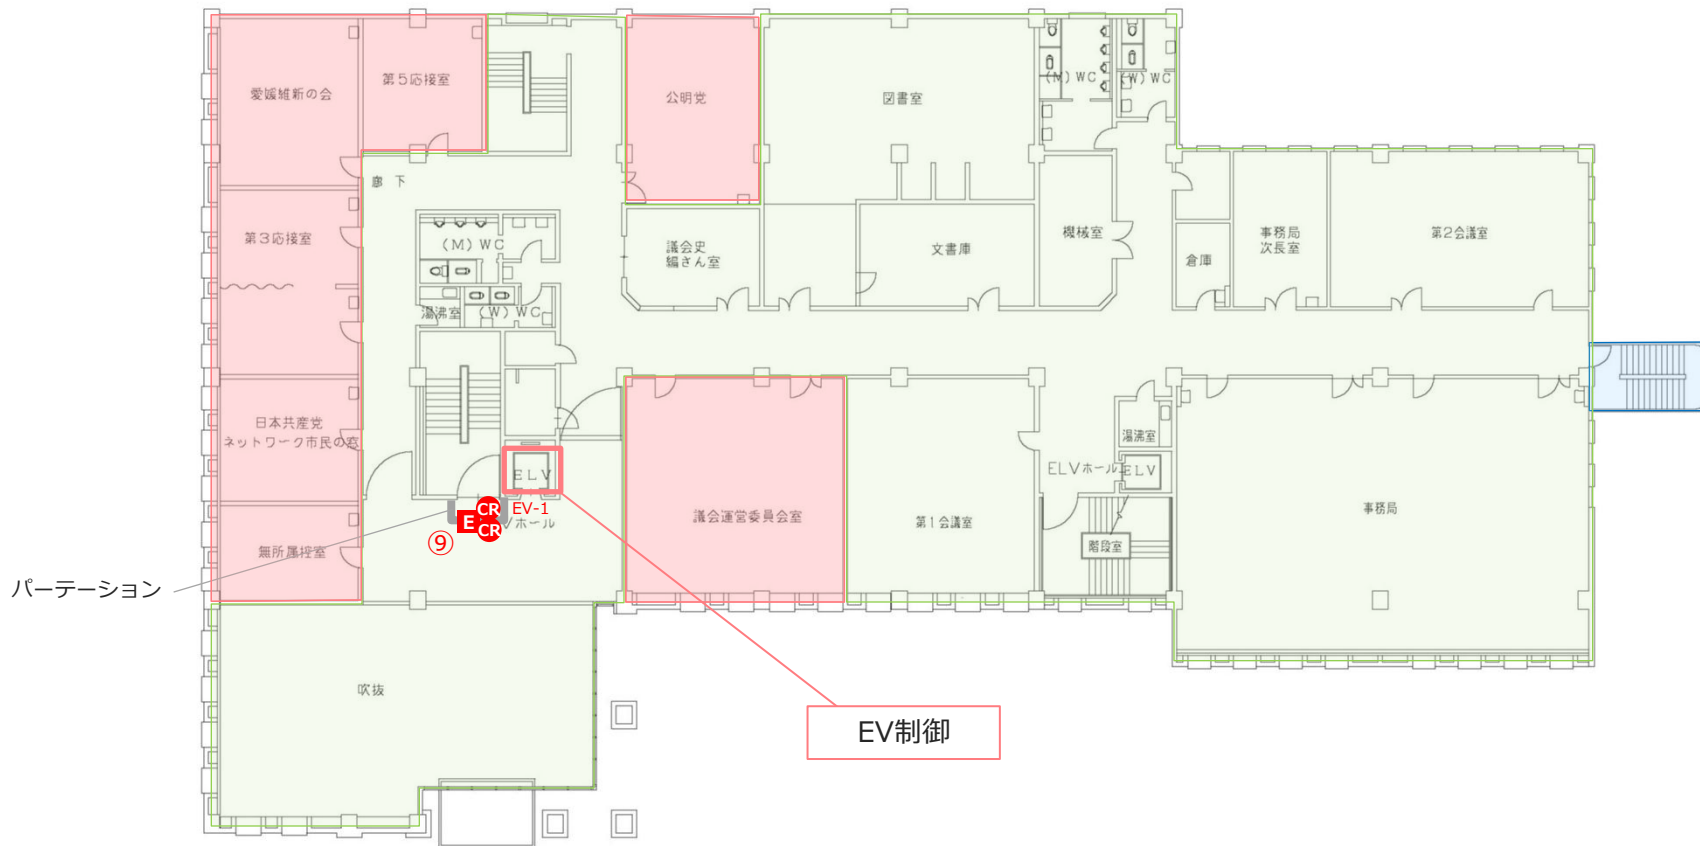 愛媛維新の会
第5応接室
公明党
図書室
(M)WC
(W)WC
廊下
第3応接室
(M)WC
議会史
編さん室
文書庫
機械室
倉庫
事務局
次長室
第2会議室
湯沸室
(W)WC
日本共産党
ネットワーク市民の窓
ELV
EV-1
CR
E
CR
Vホール
⑨
無所属控室
パーテーション
議会運営委員会室
第1会議室
湯沸室
ELVホール
ELV
階段室
事務局
吹抜
EV制御